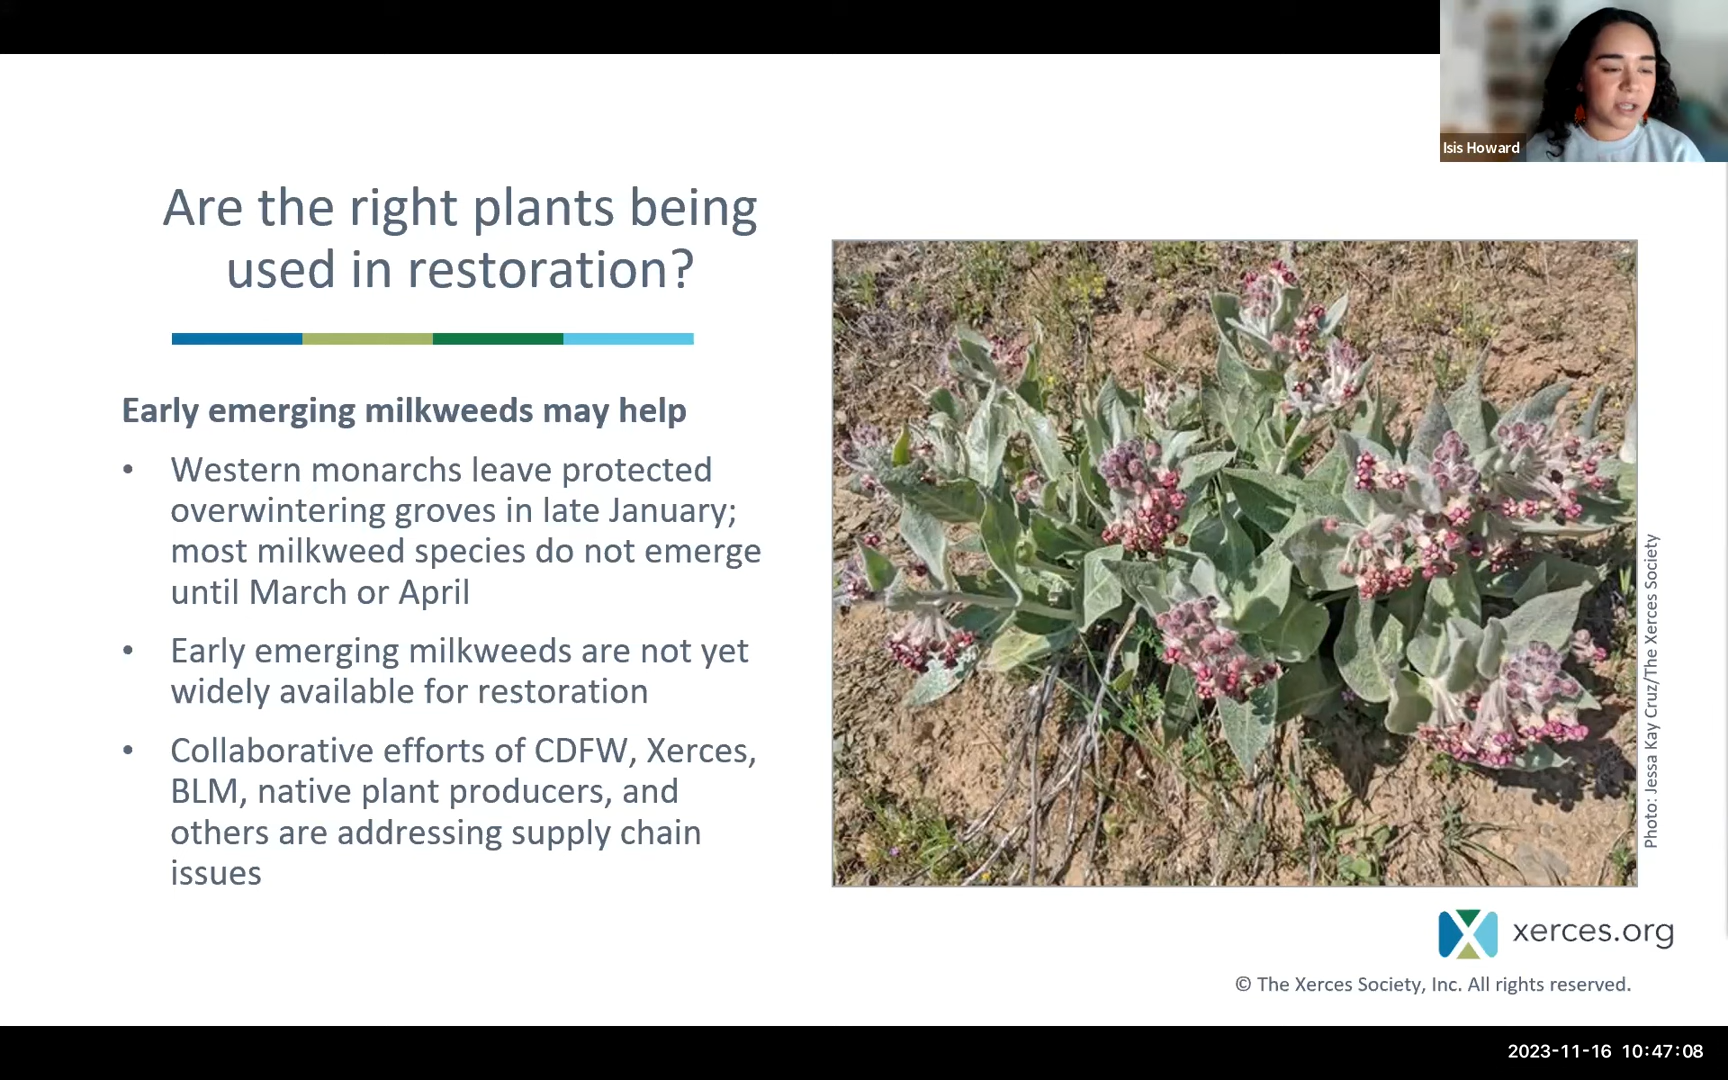 Isis Howard
Are the right plants being
used in restoration?
Early emerging milkweeds may help
• Western monarchs leave protected
overwintering groves in late January;
most milkweed species do not emerge
until March or April
• Early emerging milkweeds are not yet
widely available for restoration
• Collaborative efforts of CDFW, Xerces,
BLM, native plant producers, and
others are addressing supply chain
issues
Photo: Jessa Kay Cruz/The Xerces Society
xerces.org
© The Xerces Society, Inc. All rights reserved.
2023-11-16 10:47:08